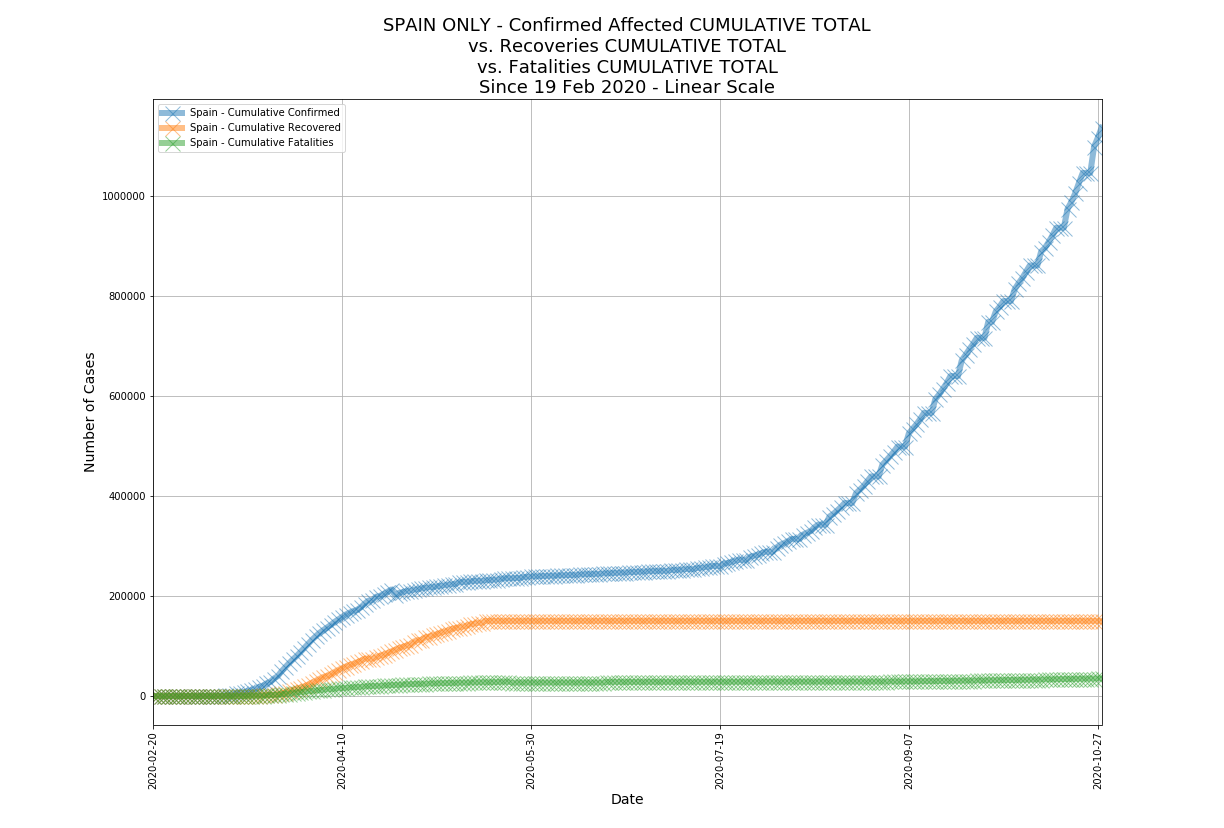 SPAIN ONLY - Confirmed Affected CUMULATIVE TOTAL
vs. Recoveries CUMULATIVE TOTAL
vs. Fatalities CUMULATIVE TOTAL
Since 19 Feb 2020 - Linear Scale
Spain - Cumulative Confirmed
Spain - Cumulative Recovered
Spain - Cumulative Fatalities
Number of Cases
1000000
800000
600000
400000
200000
0
2020-02-20
2020-04-10
2020-05-30
2020-07-19
2020-09-07
2020-10-27
Date